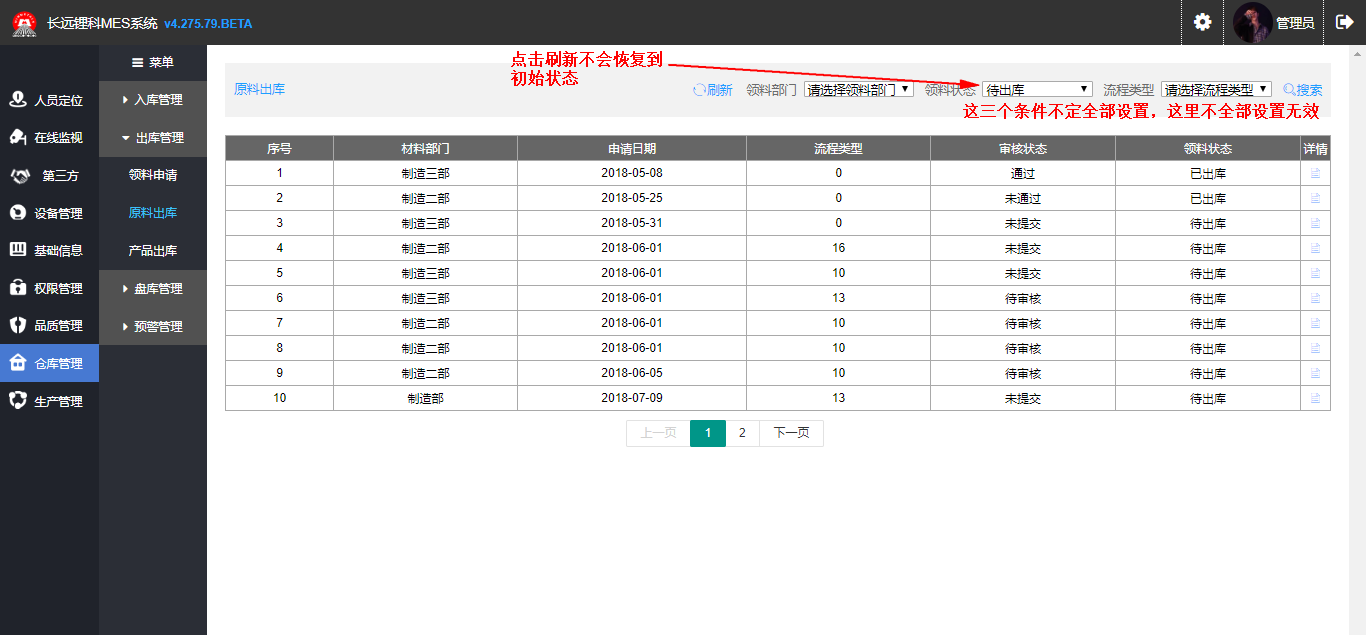 长远锂科MES系统 v4.275.79.BETA
管理员
菜单
人员定位
在线监视
第三方
设备管理
基础信息
权限管理
品质管理
仓库管理
生产管理
入库管理
出库管理
领料申请
原料出库
产品出库
盘库管理
预警管理
点击刷新不会恢复到
初始状态
原料出库
刷新 领料部门 请选择领料部门 领料状态 待出库 流程类型 请选择流程类型 搜索
这三个条件不定全部设置，这里不全部设置无效
序号 材料部门 申请日期 流程类型 审核状态 领料状态 详情
1 制造三部 2018-05-08 0 通过 已出库
2 制造二部 2018-05-25 0 未通过 已出库
3 制造三部 2018-05-31 0 未提交 待出库
4 制造二部 2018-06-01 16 未提交 待出库
5 制造三部 2018-06-01 10 未提交 待出库
6 制造三部 2018-06-01 13 待审核 待出库
7 制造二部 2018-06-01 10 待审核 待出库
8 制造二部 2018-06-01 10 待审核 待出库
9 制造二部 2018-06-05 10 待审核 待出库
10 制造部 2018-07-09 13 未提交 待出库
上一页 1 2 下一页